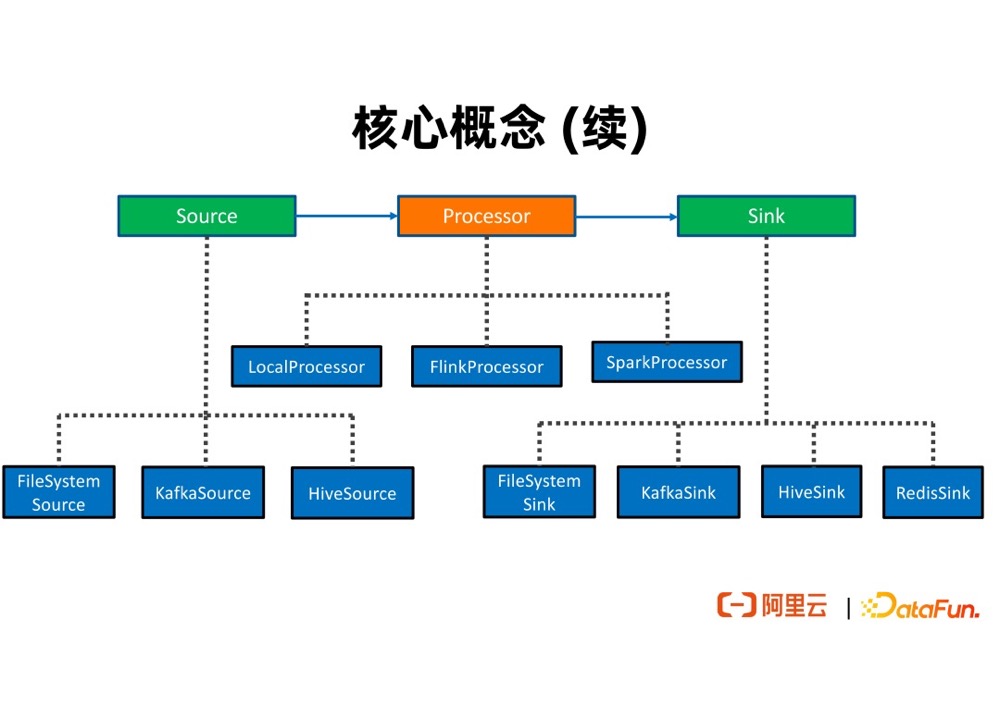 核心概念 (续)
Source
Processor
Sink
LocalProcessor
FlinkProcessor
SparkProcessor
FileSystem
Source
KafkaSource
HiveSource
FileSystem
Sink
KafkaSink
HiveSink
RedisSink
阿里云 | DataFun.